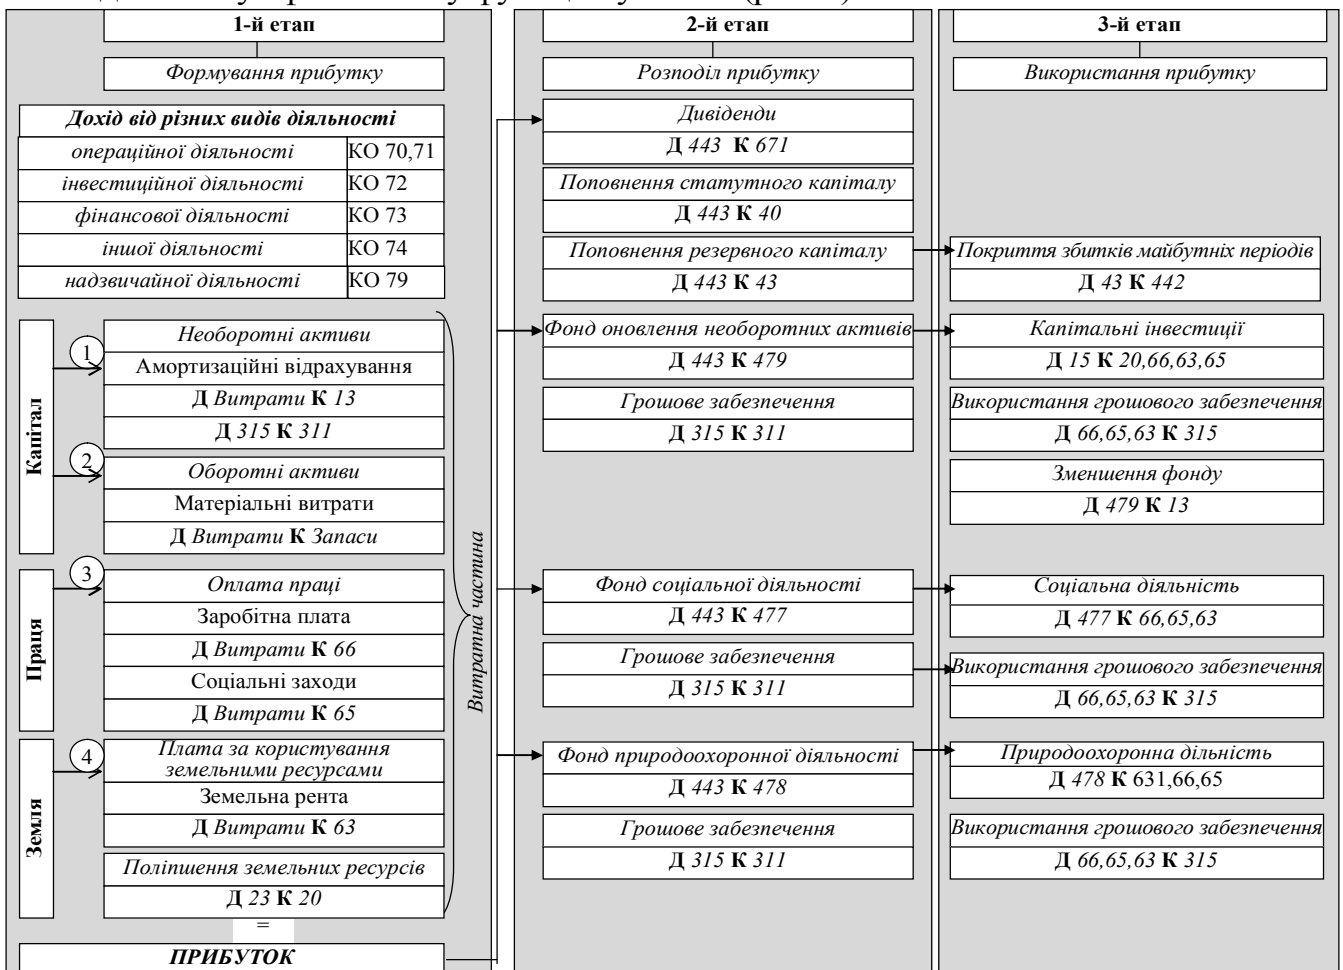 1-й етап
Формування прибутку
Дохід від різних видів діяльності
операційної діяльності КО 70,71
інвестиційної діяльності КО 72
фінансової діяльності КО 73
іншої діяльності КО 74
надзвичайної діяльності КО 79
Капітал
1
Необоротні активи
Амортизаційні відрахування
Д Витрати К 13
Д 315 К 311
2
Оборотні активи
Матеріальні витрати
Д Витрати К Запаси
Праця
3
Оплата праці
Заробітна плата
Д Витрати К 66
Соціальні заходи
Д Витрати К 65
Земля
4
Плата за користування
земельними ресурсами
Земельна рента
Д Витрати К 63
Поліпшення земельних ресурсів
Д 23 К 20
=
ПРИБУТОК
Витратна частина
2-й етап
Розподіл прибутку
Дивіденди
Д 443 К 671
Поповнення статутного капіталу
Д 443 К 40
Поповнення резервного капіталу
Д 443 К 43
Фонд оновлення необоротних активів
Д 443 К 479
Грошове забезпечення
Д 315 К 311
Фонд соціальної діяльності
Д 443 К 477
Грошове забезпечення
Д 315 К 311
Фонд природоохоронної діяльності
Д 443 К 478
Грошове забезпечення
Д 315 К 311
3-й етап
Використання прибутку
Покриття збитків майбутніх періодів
Д 43 К 442
Капітальні інвестиції
Д 15 К 20,66,63,65
Використання грошового забезпечення
Д 66,65,63 К 315
Зменшення фонду
Д 479 К 13
Соціальна діяльність
Д 477 К 66,65,63
Використання грошового забезпечення
Д 66,65,63 К 315
Природоохоронна дільність
Д 478 К 631,66,65
Використання грошового забезпечення
Д 66,65,63 К 315